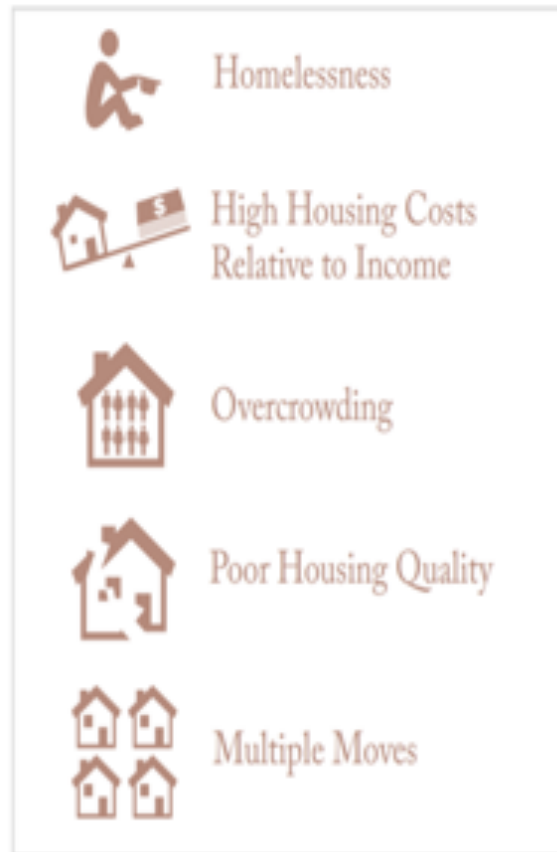 Homelessness
$
High Housing Costs
Relative to Income
Overcrowding
Poor Housing Quality
Multiple Moves